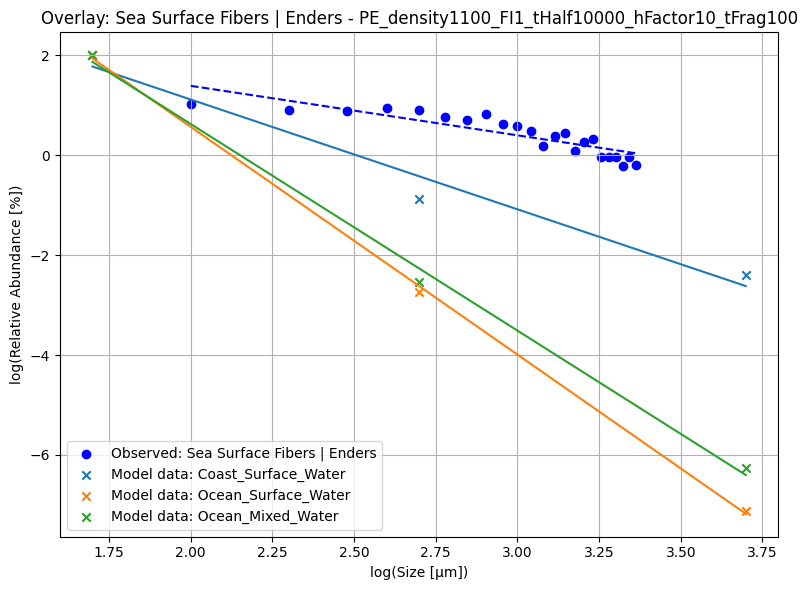 Overlay: Sea Surface Fibers | Enders - PE_density1100_FI1_tHalf10000_hFactor10_tFrag100
log(Relative Abundance [%])
2
0
−2
−4
−6
Observed: Sea Surface Fibers | Enders
Model data: Coast_Surface_Water
Model data: Ocean_Surface_Water
Model data: Ocean_Mixed_Water
1.75 2.00 2.25 2.50 2.75 3.00 3.25 3.50 3.75
log(Size [µm])